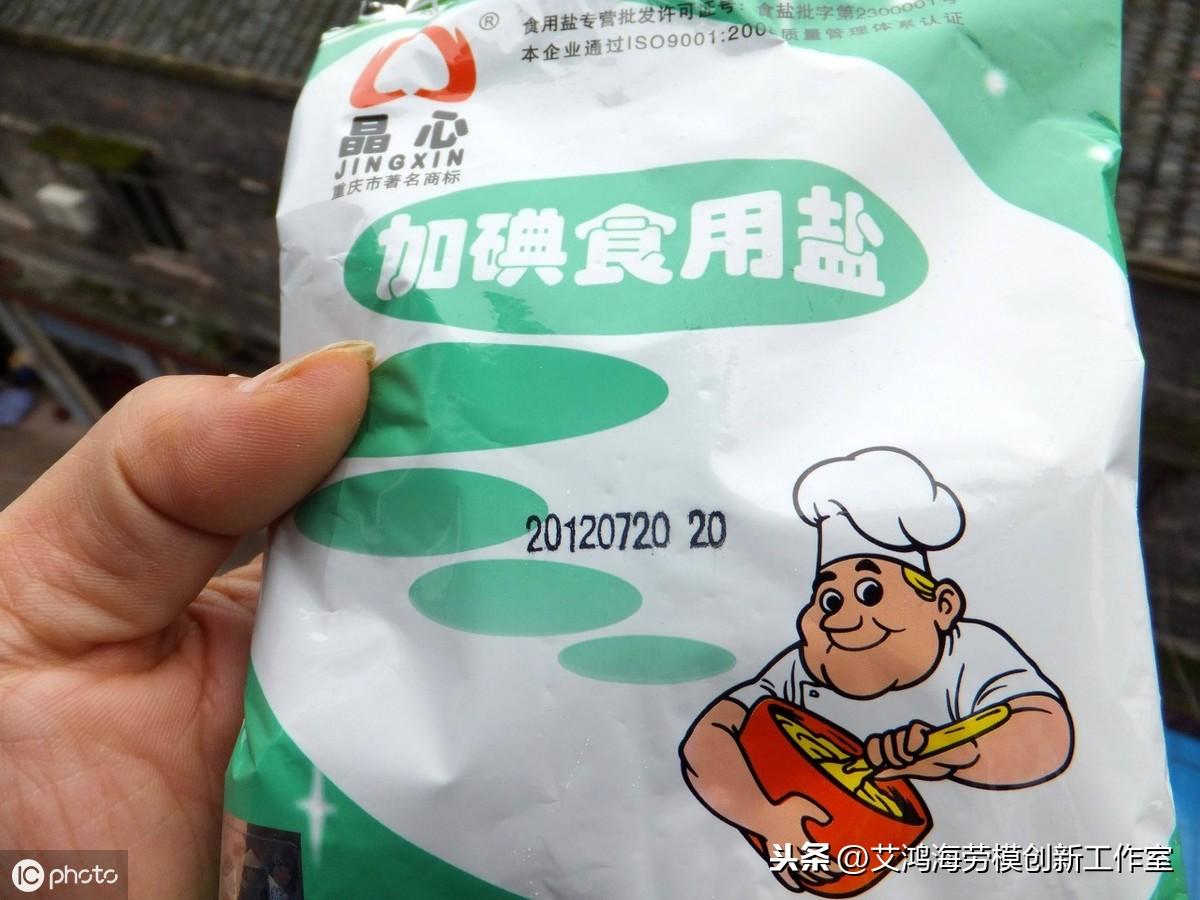 ®
食用盐专营批发许可证号：食盐批字第2300001号
本企业通过ISO9001:200 质量管理体系认证
晶心
JINGXIN
重庆市著名商标
加碘食用盐
20120720 20
头条 @艾鸿海劳模创新工作室
IC photo